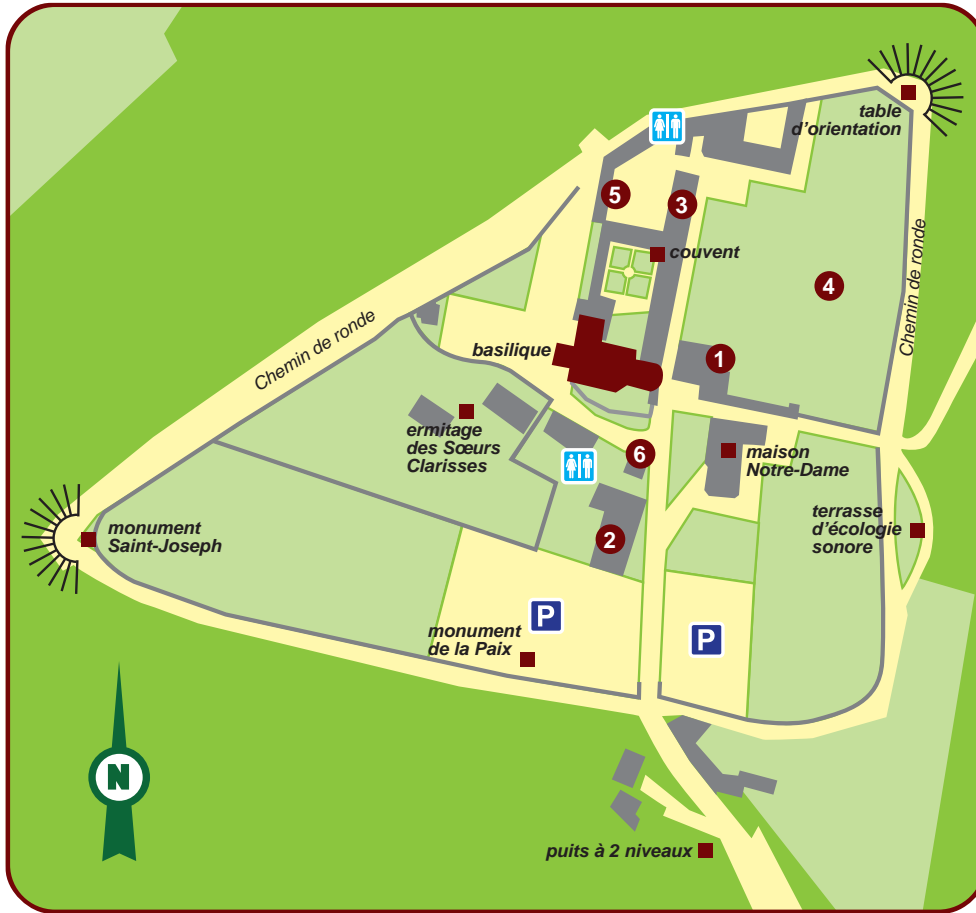 table
d'orientation
5
3
couvent
Chemin de ronde
4
Chemin de ronde
basilique
1
ermitage
des Sœurs
Clarisses
6
maison
Notre-Dame
monument
Saint-Joseph
2
terrasse
d'écologie
sonore
P
monument
de la Paix
P
N
puits à 2 niveaux